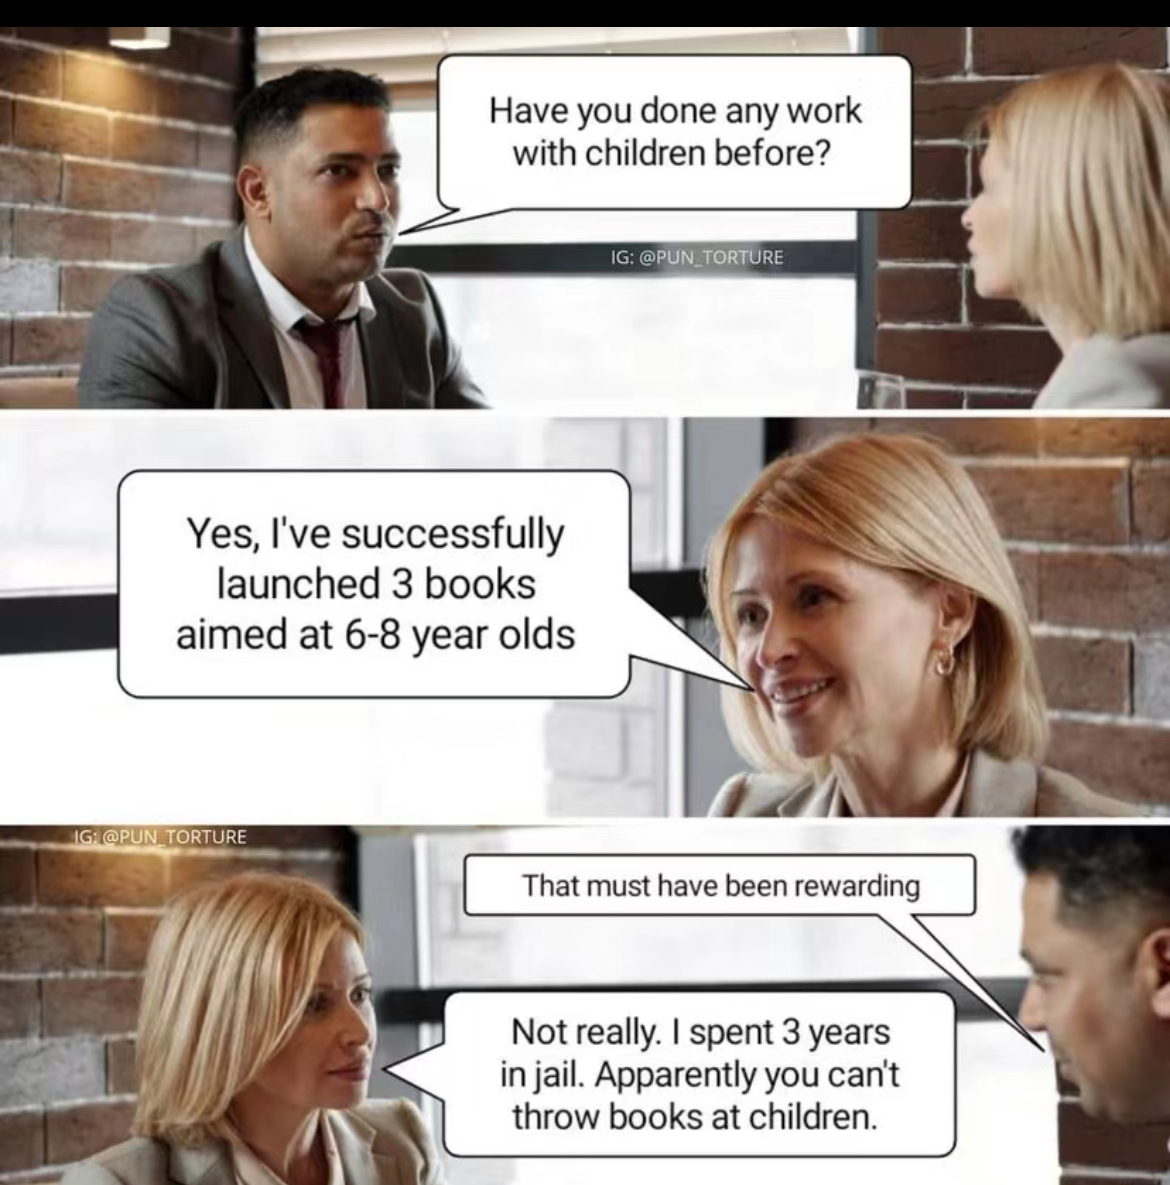 Have you done any work
with children before?
IG: @PUN_TORTURE
Yes, I've successfully
launched 3 books
aimed at 6-8 year olds
IG: @PUN_TORTURE
That must have been rewarding
Not really. I spent 3 years
in jail. Apparently you can't
throw books at children.